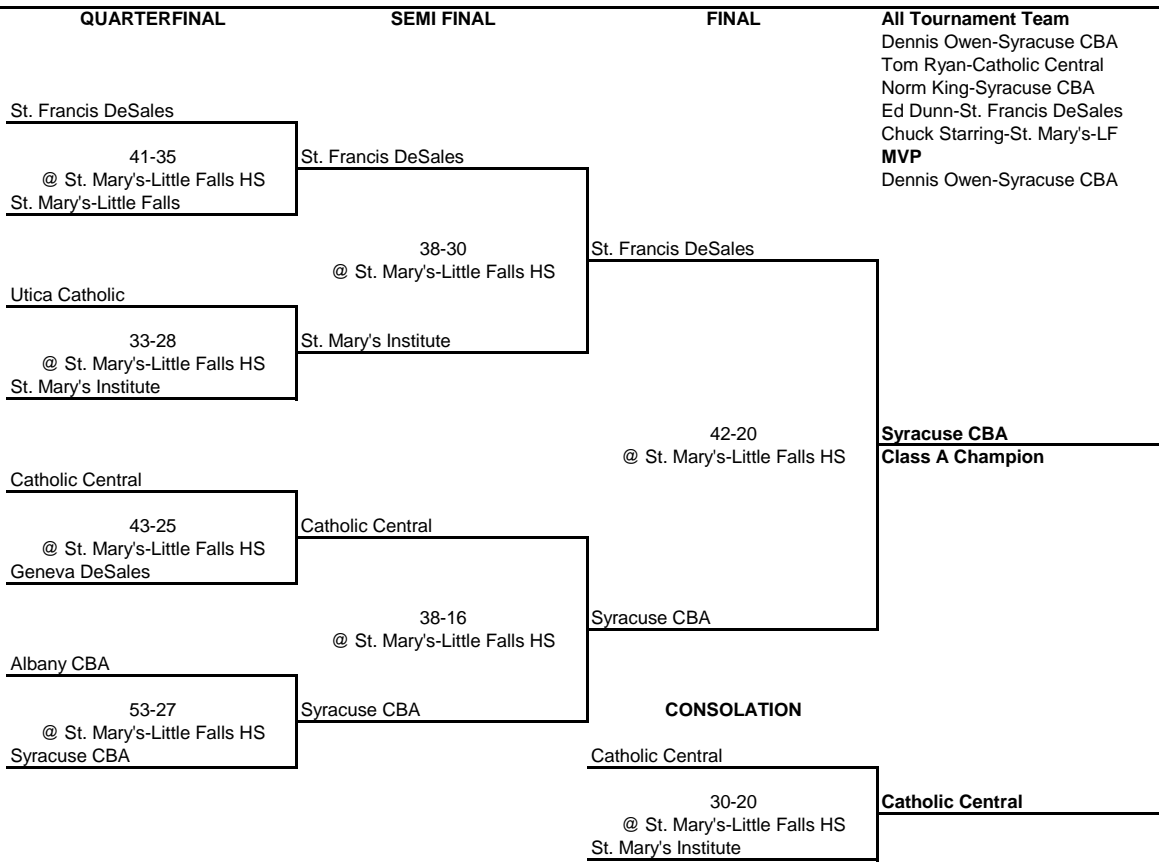 QUARTERFINAL SEMI FINAL FINAL All Tournament Team
Dennis Owen-Syracuse CBA
Tom Ryan-Catholic Central
Norm King-Syracuse CBA
St. Francis DeSales Ed Dunn-St. Francis DeSales
Chuck Starring-St. Mary's-LF
41-35 St. Francis DeSales MVP
@ St. Mary's-Little Falls HS Dennis Owen-Syracuse CBA
St. Mary's-Little Falls
38-30 St. Francis DeSales
@ St. Mary's-Little Falls HS
Utica Catholic
33-28 St. Mary's Institute
@ St. Mary's-Little Falls HS
St. Mary's Institute
42-20 Syracuse CBA
@ St. Mary's-Little Falls HS Class A Champion
Catholic Central
43-25 Catholic Central
@ St. Mary's-Little Falls HS
Geneva DeSales
38-16 Syracuse CBA
@ St. Mary's-Little Falls HS
Albany CBA
53-27 Syracuse CBA CONSOLATION
@ St. Mary's-Little Falls HS
Syracuse CBA Catholic Central
30-20 Catholic Central
@ St. Mary's-Little Falls HS
St. Mary's Institute